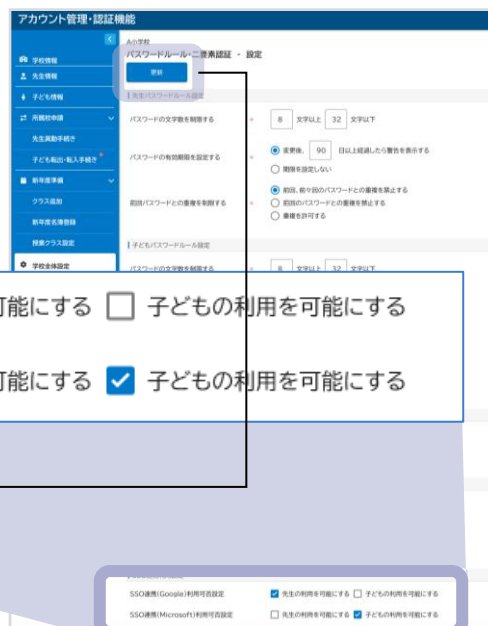 アカウント管理・認証機能
A小学校
パスワードルール・二要素認証 - 設定
更新
学校情報
先生情報
子どもの情報
所属校申請
先生異動手続き
子ども転出・転入手続き
新年度準備
クラス追加
新年度名簿登録
授業クラス設定
学校全体設定
先生パスワードルール設定
パスワードの文字数を制限する * 8 文字以上 32 文字以下
パスワードの有効期限を設定する * 変更後、 90 日以上経過したら警告を表示する
期限を設定しない
前回パスワードとの重複を制限する * 前回、前々回のパスワードとの重複を禁止する
前回のパスワードとの重複を禁止する
重複を許可する
子どもパスワードルール設定
パスワードの文字数を制限する * 8 文字以上 32 文字以下
可能にする 子どもの利用を可能にする
可能にする 子どもの利用を可能にする
SSO連携(Google)利用可否設定 先生の利用を可能にする 子どもの利用を可能にする
SSO連携(Microsoft)利用可否設定 先生の利用を可能にする 子どもの利用を可能にする